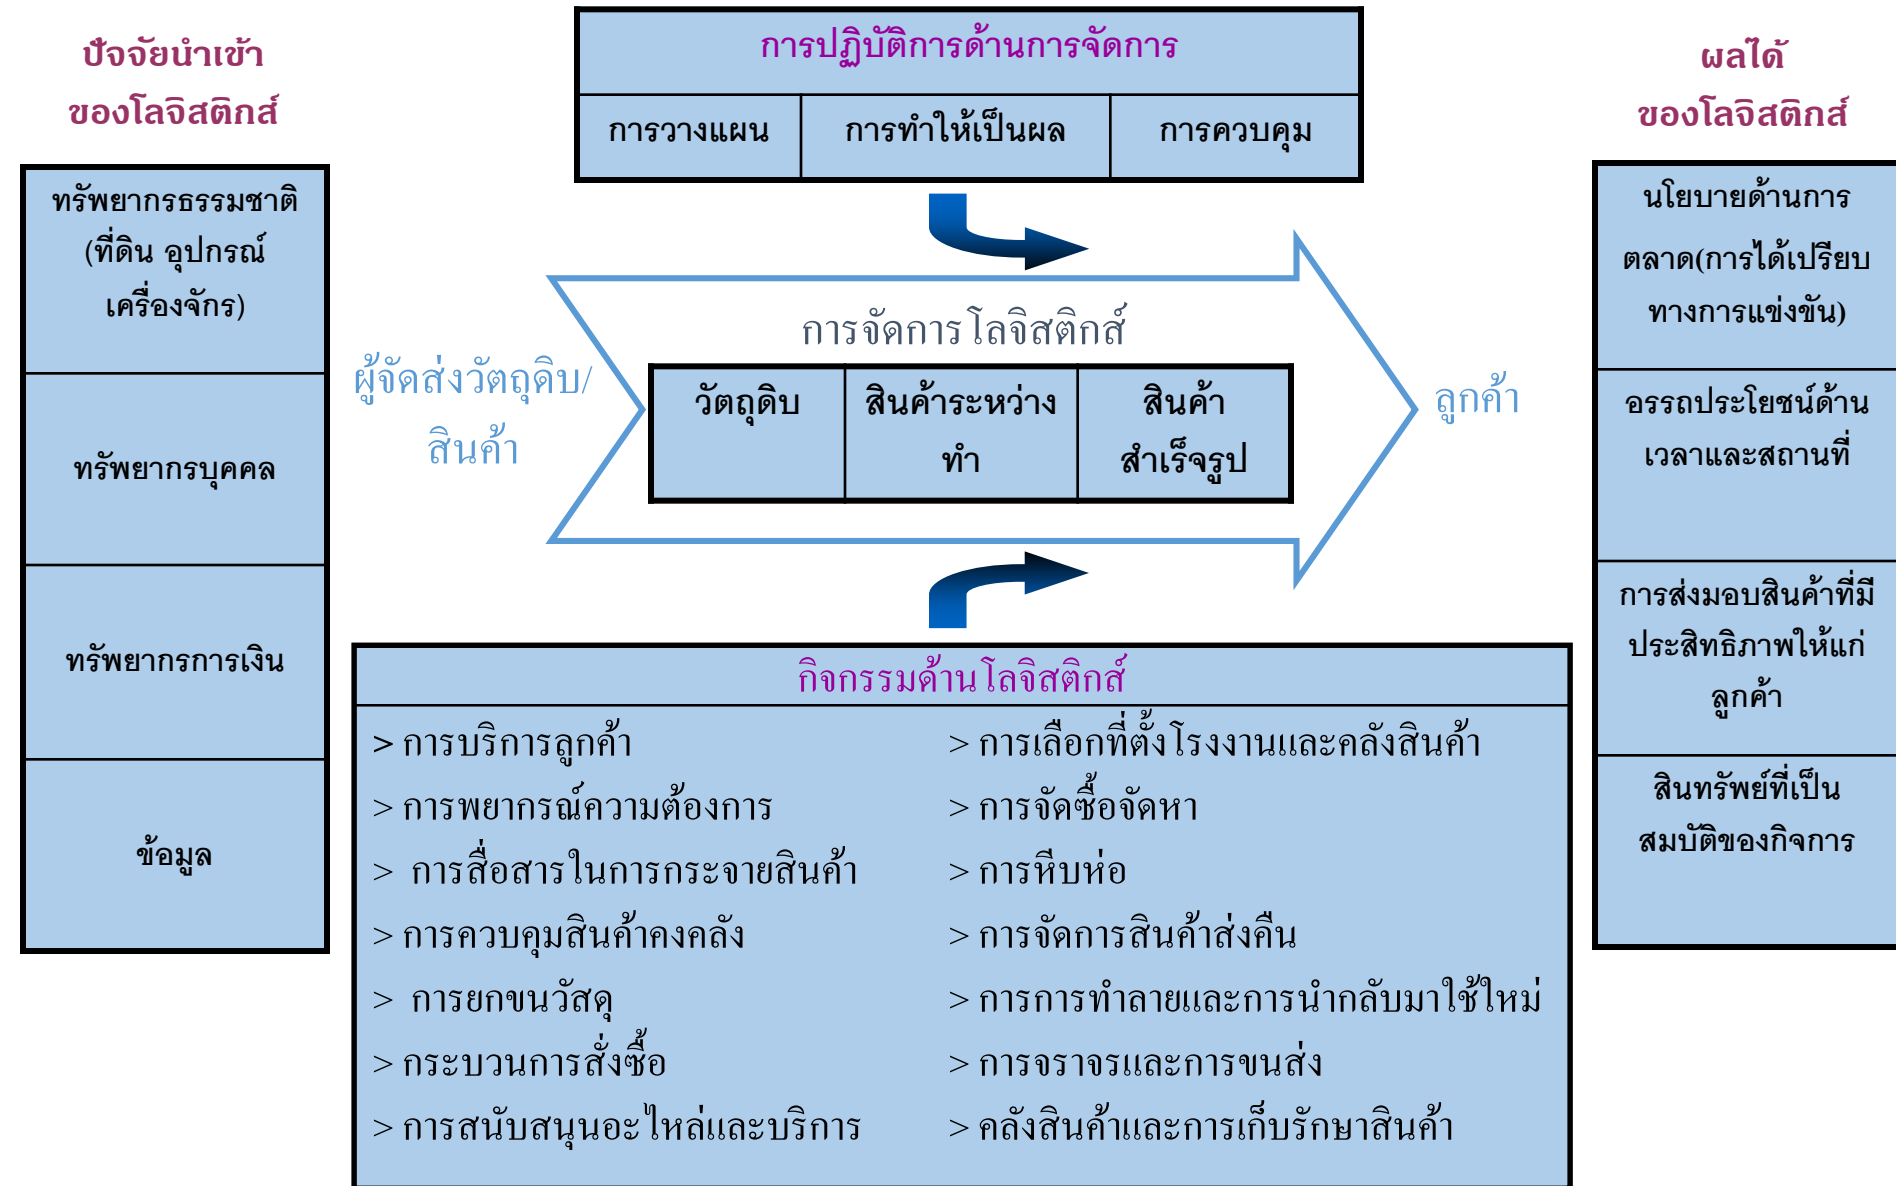 ปัจจัยนำเข้า
ของโลจิสติกส์
ทรัพยากรธรรมชาติ
(ที่ดิน อุปกรณ์
เครื่องจักร)
ทรัพยากรบุคคล
ทรัพยากรการเงิน
ข้อมูล
การปฏิบัติการด้านการจัดการ
การวางแผน
การทำให้เป็นผล
การควบคุม
ผู้จัดส่งวัตถุดิบ/
สินค้า
การจัดการโลจิสติกส์
วัตถุดิบ
สินค้าระหว่าง
ทำ
สินค้า
สำเร็จรูป
ลูกค้า
กิจกรรมด้านโลจิสติกส์
> การบริการลูกค้า
> การพยากรณ์ความต้องการ
> การสื่อสารในการกระจายสินค้า
> การควบคุมสินค้าคงคลัง
> การยกขนวัสดุ
> กระบวนการสั่งซื้อ
> การสนับสนุนอะไหล่และบริการ
> การเลือกที่ตั้งโรงงานและคลังสินค้า
> การจัดซื้อจัดหา
> การหีบห่อ
> การจัดการสินค้าส่งคืน
> การการทำลายและการนำกลับมาใช้ใหม่
> การจราจรและการขนส่ง
> คลังสินค้าและการเก็บรักษาสินค้า
ผลได้
ของโลจิสติกส์
นโยบายด้านการ
ตลาด(การได้เปรียบ
ทางการแข่งขัน)
อรรถประโยชน์ด้าน
เวลาและสถานที่
การส่งมอบสินค้าที่มี
ประสิทธิภาพให้แก่
ลูกค้า
สินทรัพย์ที่เป็น
สมบัติของกิจการ